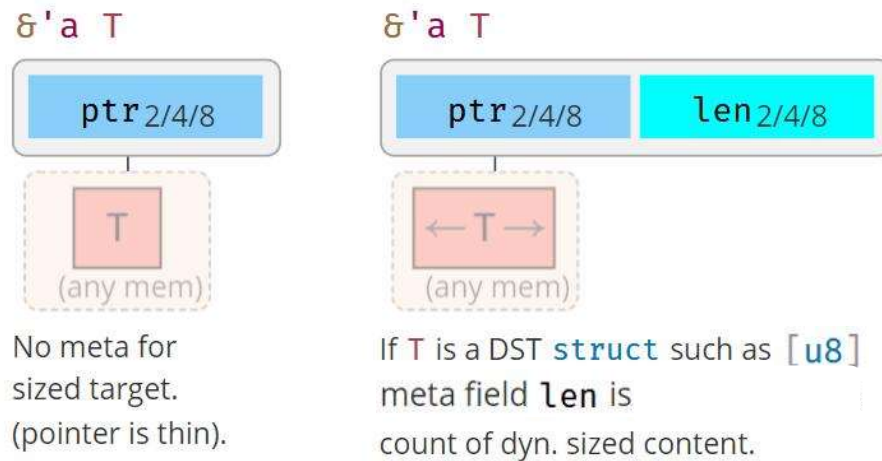 &'a T
ptr2/4/8
T
(any mem)
No meta for
sized target.
(pointer is thin).
&'a T
ptr2/4/8 len2/4/8
← T →
(any mem)
If T is a DST struct such as [u8]
meta field len is
count of dyn. sized content.